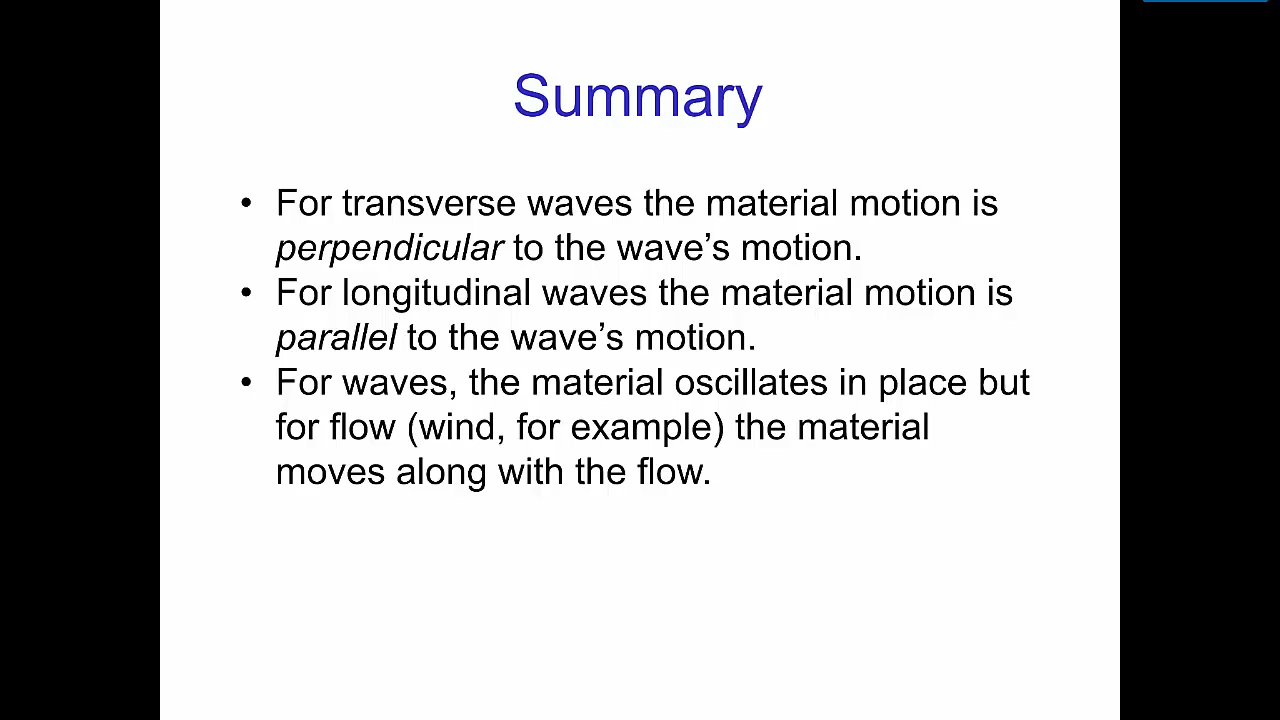 Summary
• For transverse waves the material motion is
perpendicular to the wave’s motion.
• For longitudinal waves the material motion is
parallel to the wave’s motion.
• For waves, the material oscillates in place but
for flow (wind, for example) the material
moves along with the flow.